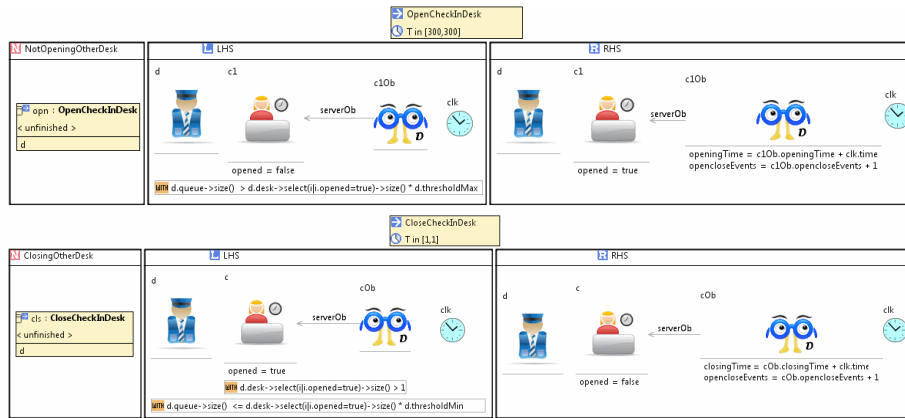 OpenCheckInDesk
T in [300,300]
N NotOpeningOtherDesk
L LHS
R RHS
opn : OpenCheckInDesk
< unfinished >
d
d
c1
c1Ob
clk
serverOb
D
opened = false
WITH d.queue->size() > d.desk->select(i|i.opened=true)->size() * d.thresholdMax
d
c1
c1Ob
clk
serverOb
D
opened = true
openingTime = c1Ob.openingTime + clk.time
opencloseEvents = c1Ob.opencloseEvents + 1
CloseCheckInDesk
T in [1,1]
N ClosingOtherDesk
L LHS
R RHS
cls : CloseCheckInDesk
< unfinished >
d
d
c
cOb
clk
serverOb
D
opened = true
WITH d.desk->select(i|i.opened=true)->size() > 1
WITH d.queue->size() <= d.desk->select(i|i.opened=true)->size() * d.thresholdMin
d
c
cOb
clk
serverOb
D
opened = false
closingTime = cOb.closingTime + clk.time
opencloseEvents = cOb.opencloseEvents + 1